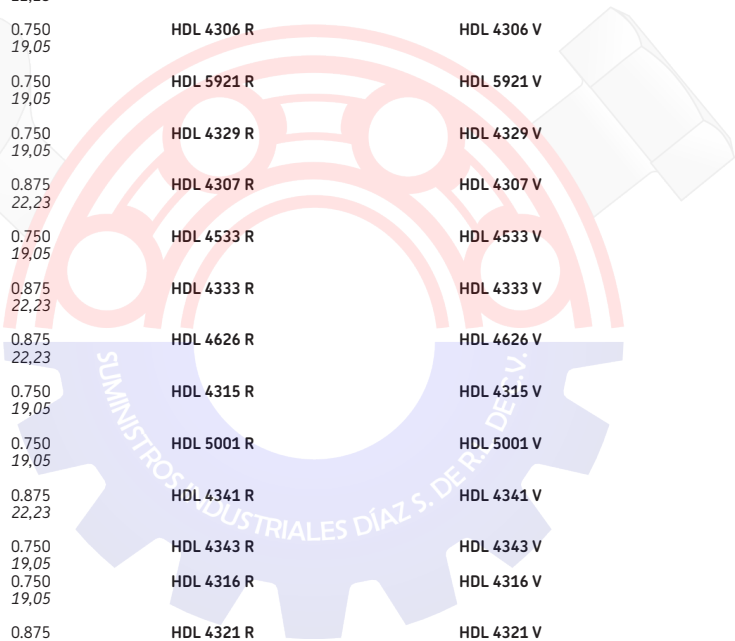 0.750 HDL 4306 R HDL 4306 V
19,05
0.750 HDL 5921 R HDL 5921 V
19,05
0.750 HDL 4329 R HDL 4329 V
19,05
0.875 HDL 4307 R HDL 4307 V
22,23
0.750 HDL 4533 R HDL 4533 V
19,05
0.875 HDL 4333 R HDL 4333 V
22,23
0.875 HDL 4626 R HDL 4626 V
22,23
0.750 HDL 4315 R HDL 4315 V
19,05
0.750 HDL 5001 R HDL 5001 V
19,05
0.875 HDL 4341 R HDL 4341 V
22,23
0.750 HDL 4343 R HDL 4343 V
19,05
0.750 HDL 4316 R HDL 4316 V
19,05
0.875 HDL 4321 R HDL 4321 V
SUMINISTROS INDUSTRIALES DÍAZ S. DE R.L. DE C.V.